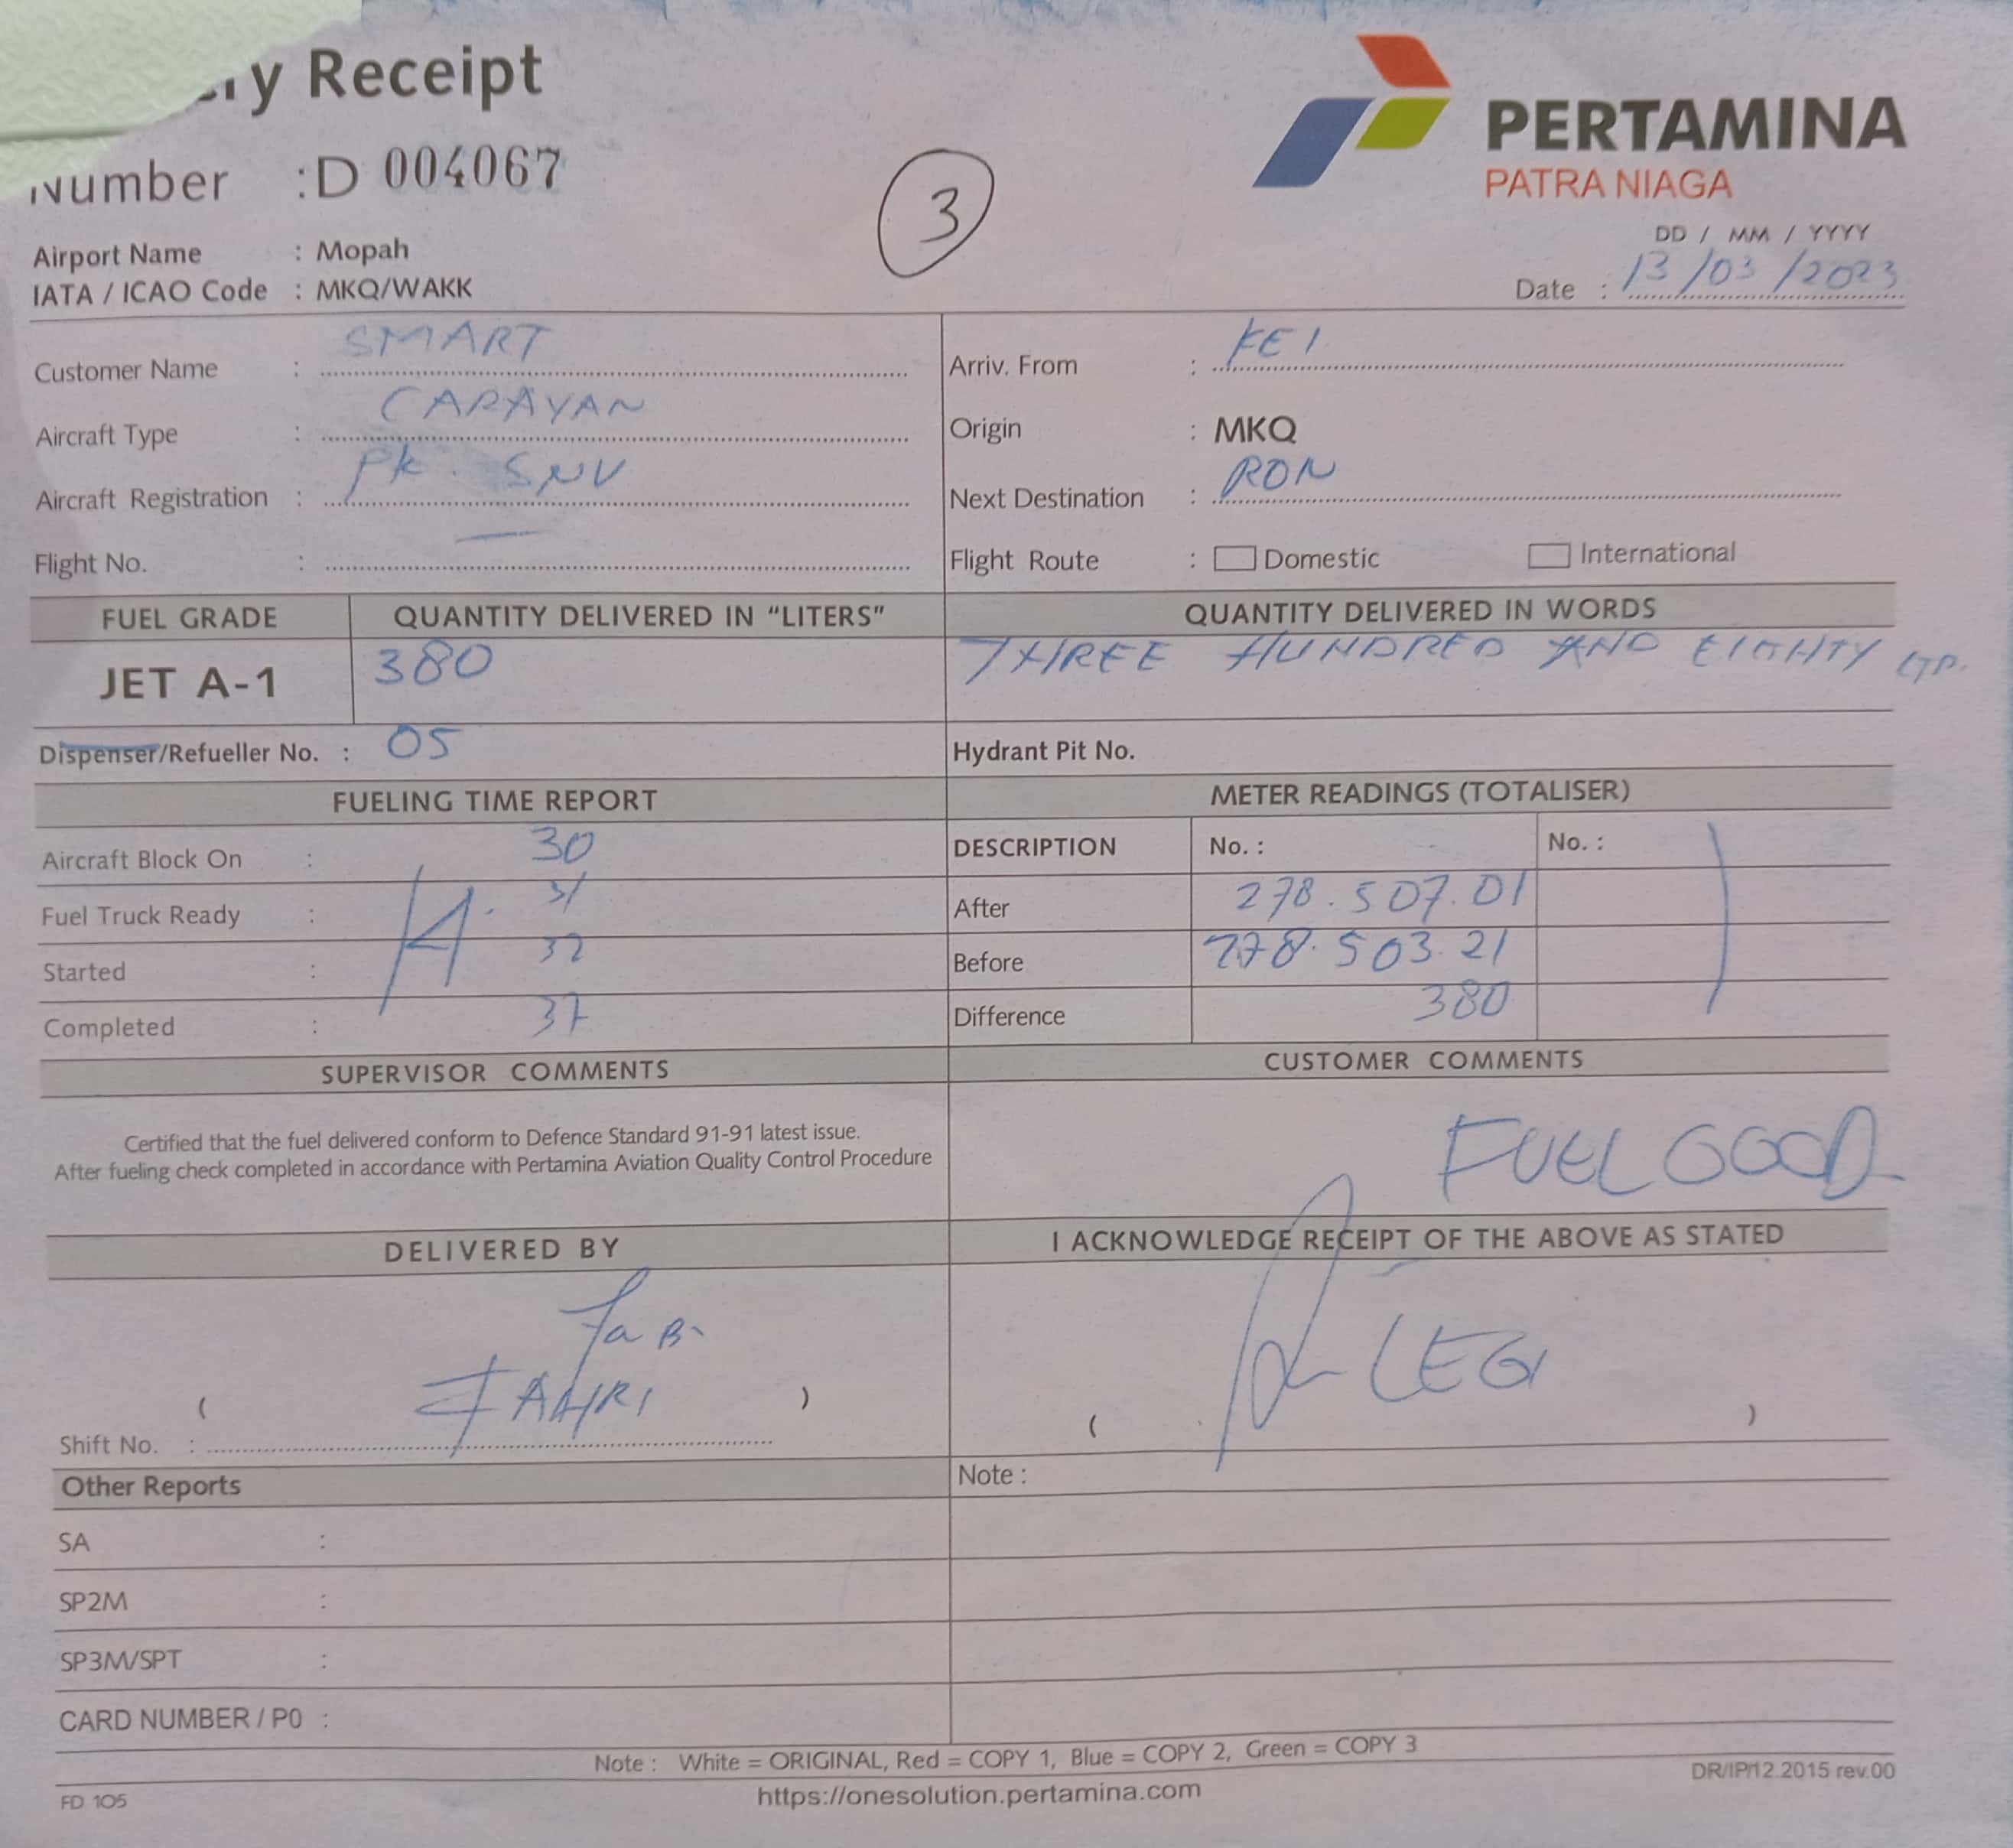 ry Receipt
Number : D 004067
3
PERTAMINA
PATRA NIAGA
Airport Name : Mopah
IATA / ICAO Code : MKQ/WAKK
DD / MM / YYYY
Date : 13/03/2023
Customer Name : SMART
Arriv. From : KEI
Aircraft Type : CARAVAN
Origin : MKQ
Aircraft Registration : PK. SNV
Next Destination : RON
Flight No. : —
Flight Route : Domestic International
FUEL GRADE QUANTITY DELIVERED IN "LITERS" QUANTITY DELIVERED IN WORDS
JET A-1 380 THREE HUNDRED AND EIGHTY LTR.
Dispenser/Refueller No. : 05 Hydrant Pit No.
FUELING TIME REPORT METER READINGS (TOTALISER)
Aircraft Block On : 30 DESCRIPTION No. : No. :
Fuel Truck Ready : 14. 31 After 278.507.01
Started : 32 Before 278.503.21
Completed : 37 Difference 380
SUPERVISOR COMMENTS CUSTOMER COMMENTS
Certified that the fuel delivered conform to Defence Standard 91-91 latest issue.
After fueling check completed in accordance with Pertamina Aviation Quality Control Procedure
FUEL GOOD
DELIVERED BY I ACKNOWLEDGE RECEIPT OF THE ABOVE AS STATED
( FAHRI ) ( )
Shift No. :
Other Reports Note :
SA :
SP2M :
SP3M/SPT :
CARD NUMBER / P0 :
Note : White = ORIGINAL, Red = COPY 1, Blue = COPY 2, Green = COPY 3
DR/IP/12.2015 rev.00
FD 105 https://onesolution.pertamina.com